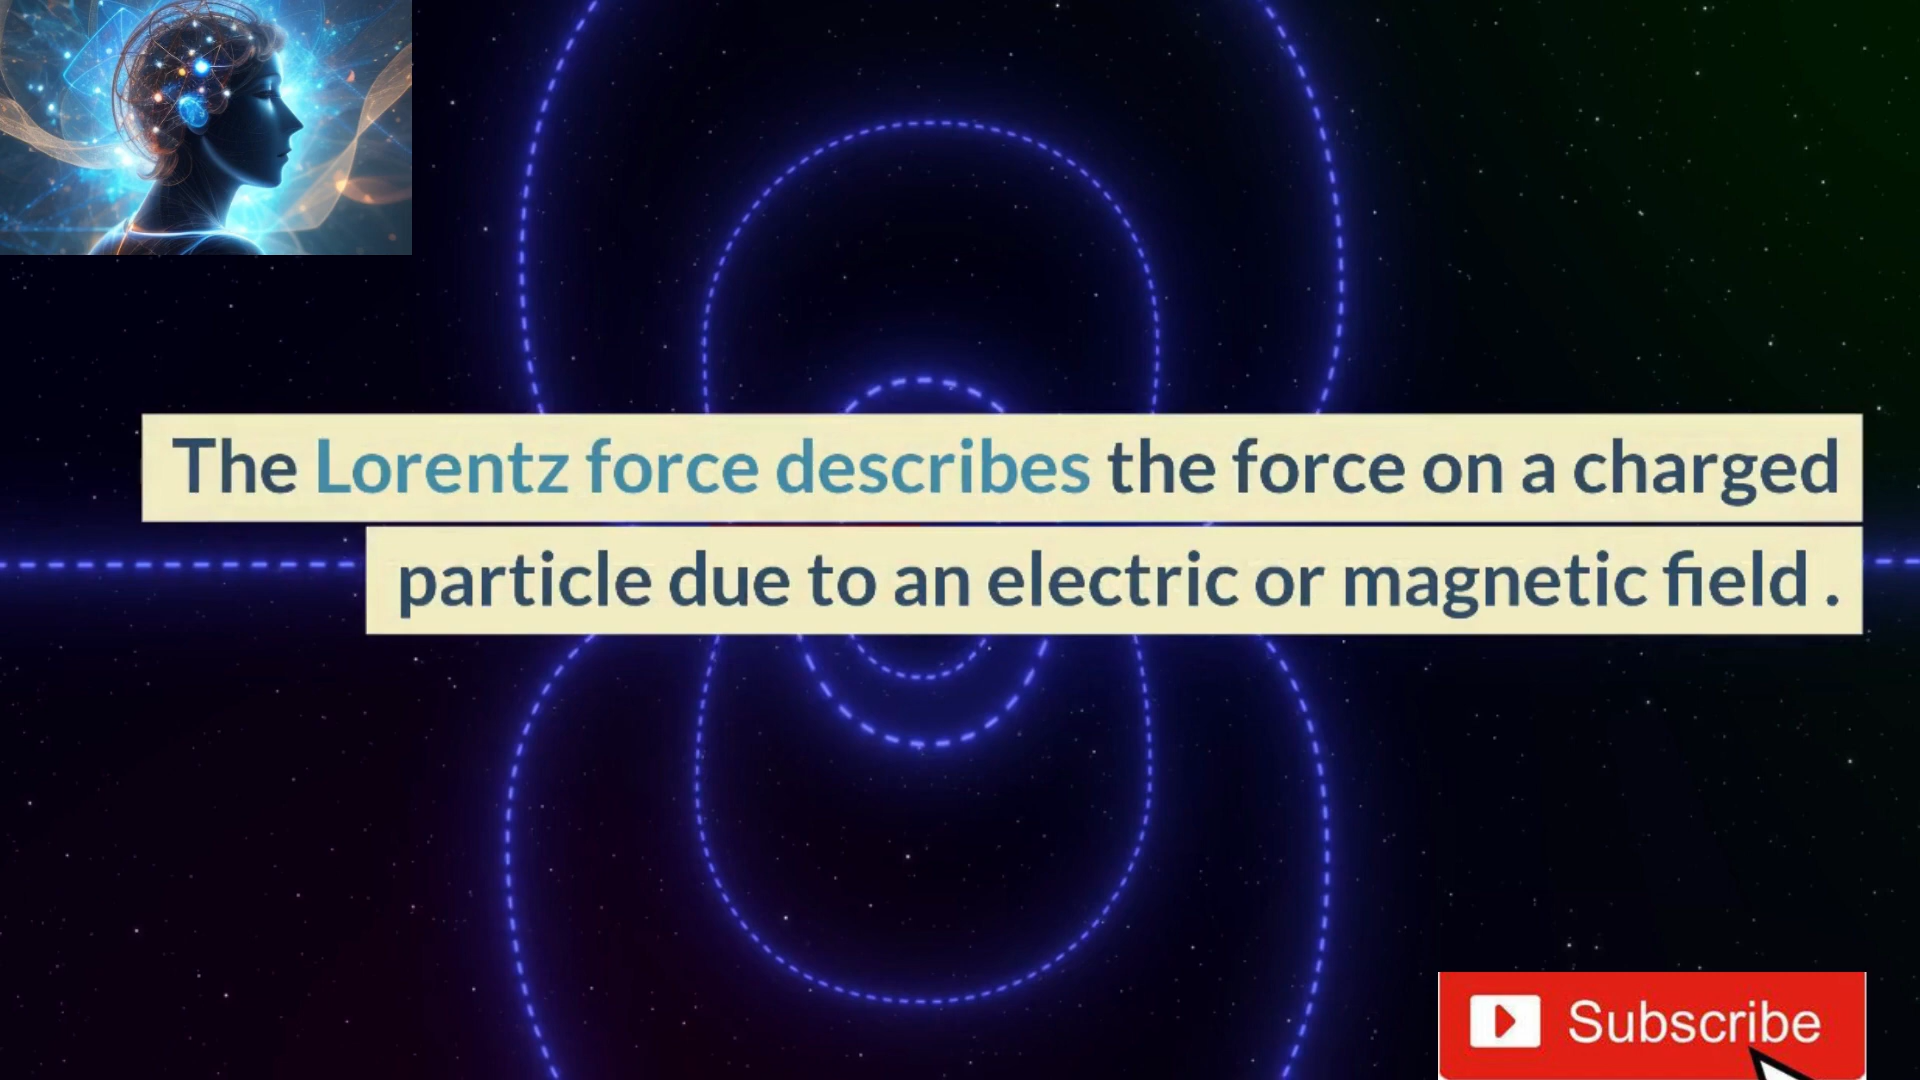 The Lorentz force describes the force on a charged
particle due to an electric or magnetic field .
Subscribe